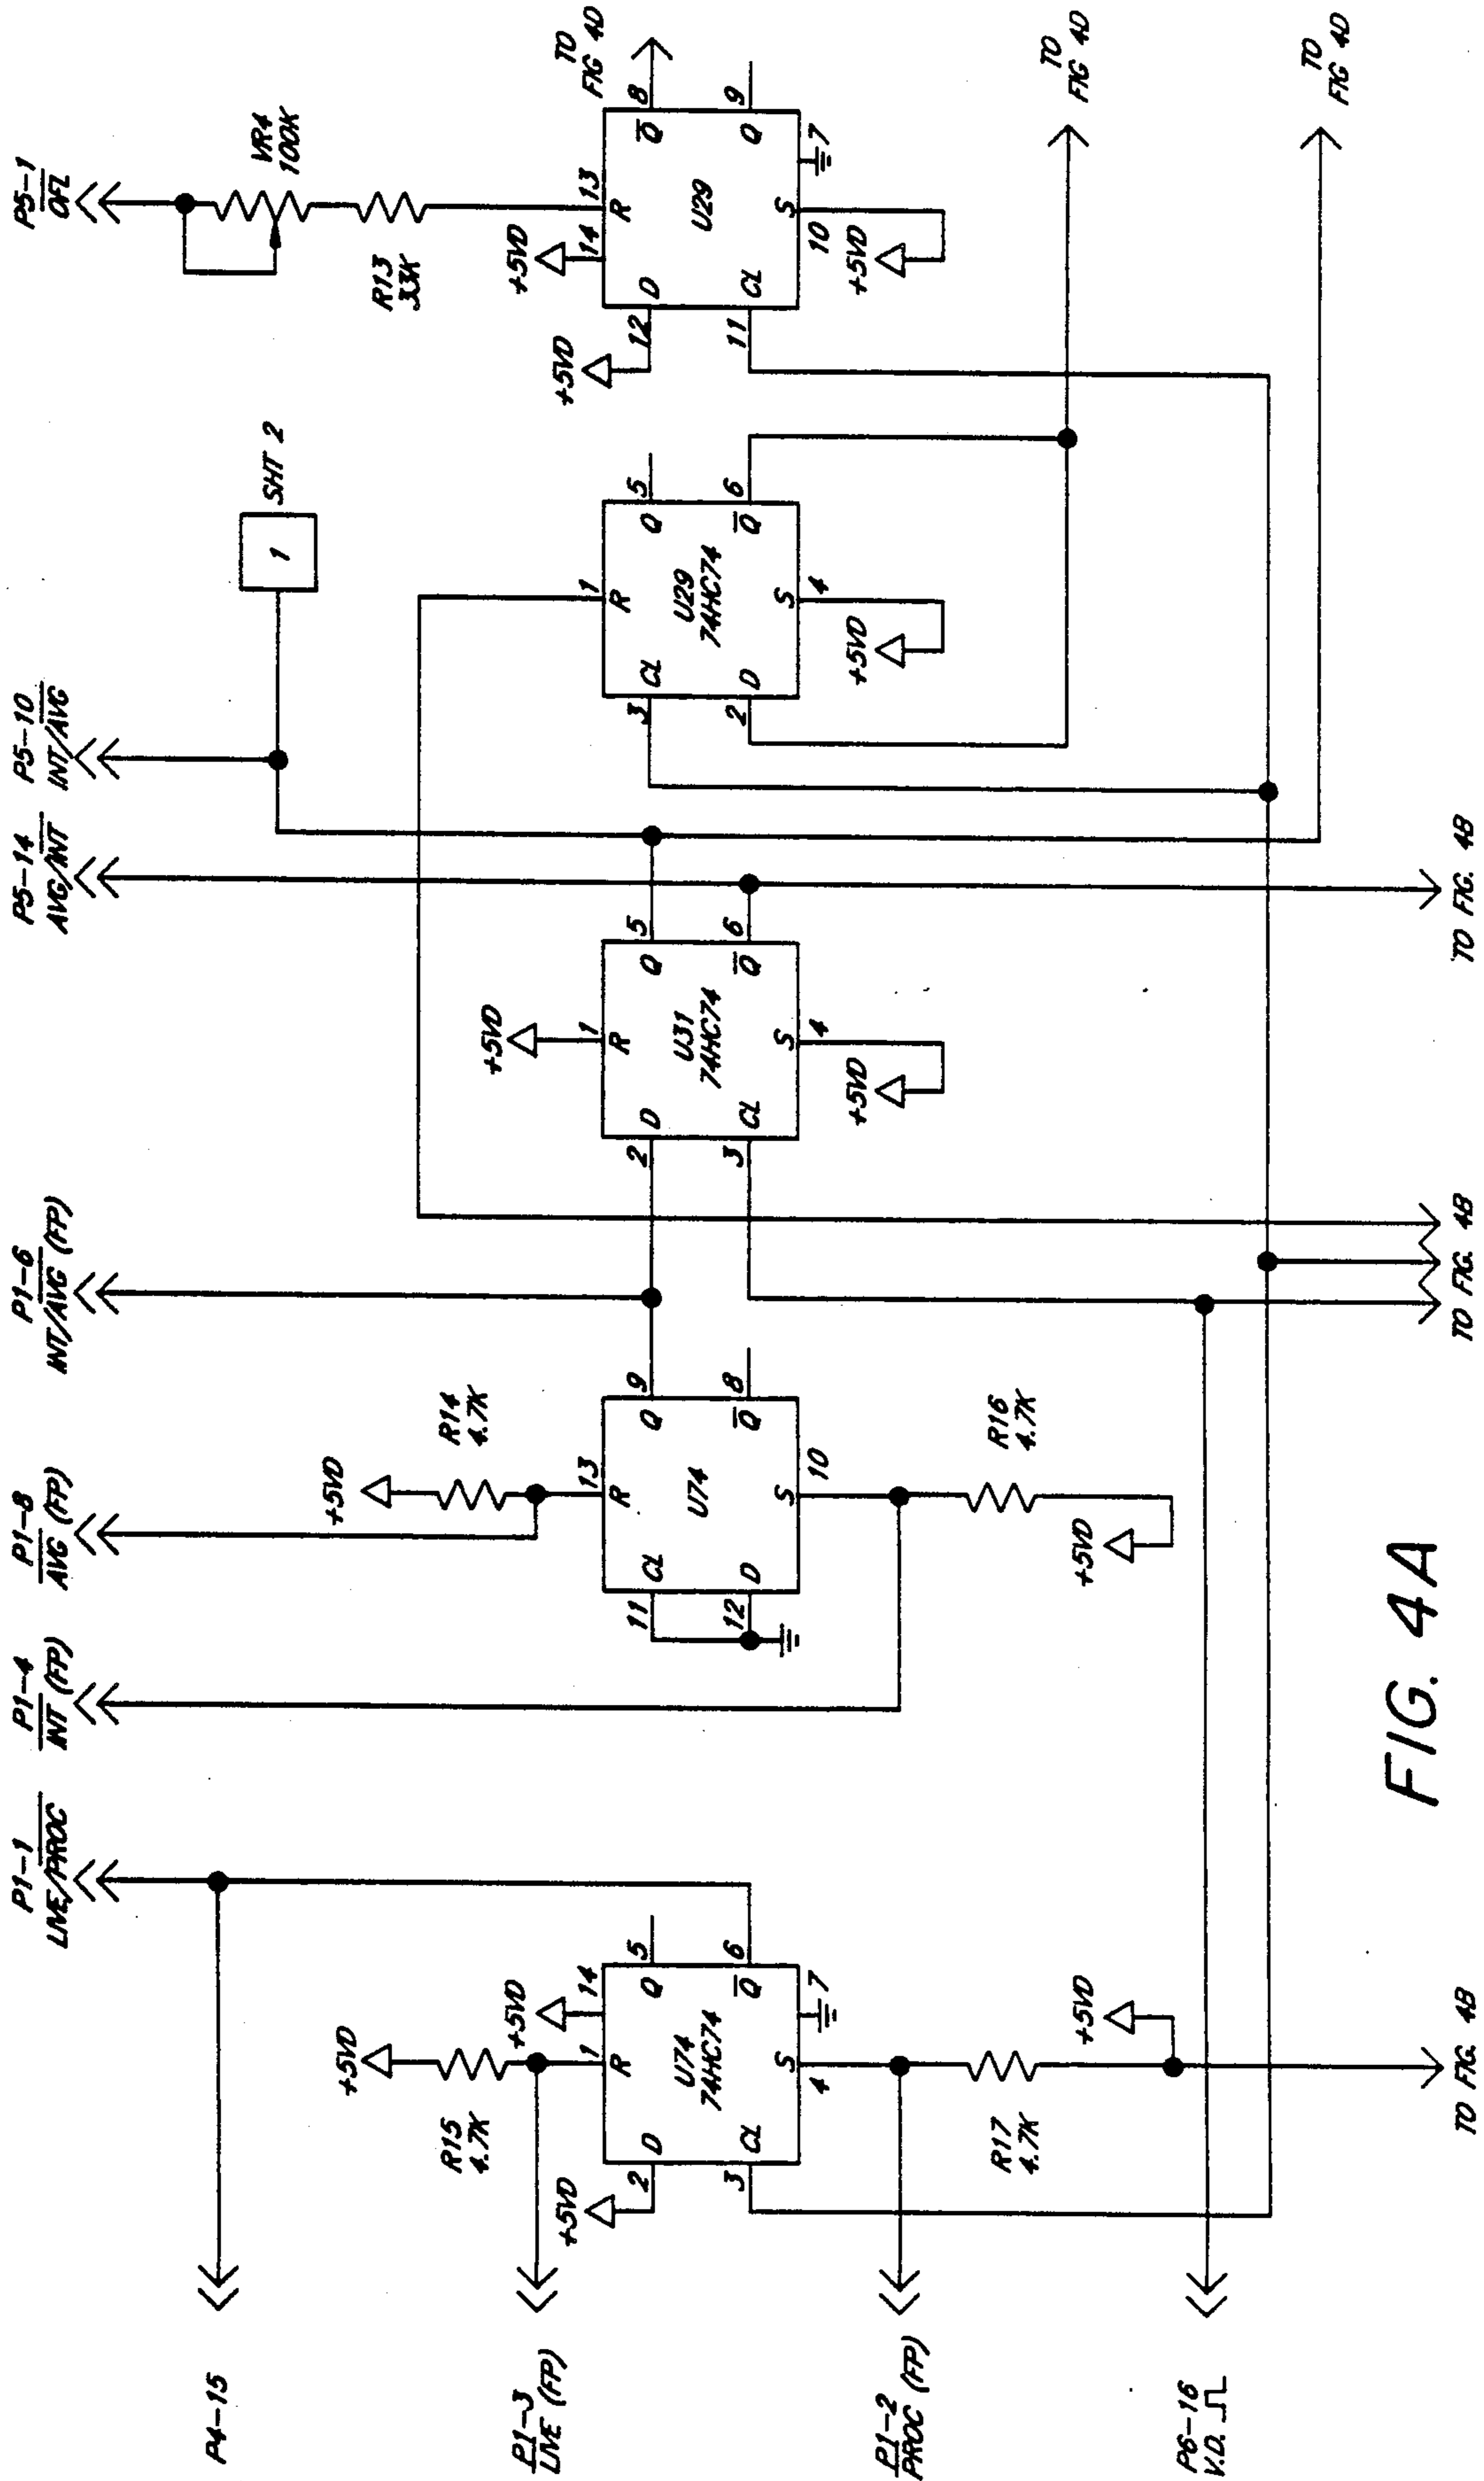 P5-1
OFL
P5-10
INT/AVG
P5-14
AVG/INT
P1-6
INT/AVG (FP)
P1-8
AVG (FP)
P1-4
INT (FP)
P1-1
LIVE/PROC
P4-15
P1-3
LIVE (FP)
P1-2
PROC (FP)
P6-16
V.D.
+5VD
R15
4.7K
+5VD
+5VD
1
14
R
2
D
Q
5
U74
74HC74
3
CL
Q
6
S
4
7
R17
4.7K
+5VD
TO FIG. 4B
+5VD
R14
4.7K
13
R
11
CL
Q
9
U74
12
D
Q
8
S
10
R16
4.7K
+5VD
TO FIG. 4B
+5VD
1
R
2
D
Q
5
U31
74HC74
3
CL
Q
6
S
4
+5VD
TO FIG. 4B
1
SHT 2
1
R
3
CL
Q
5
U29
74HC74
2
D
Q
6
S
4
+5VD
VR4
100K
R13
33K
+5VD
+5VD
14
13
R
12
D
Q
8
U29
11
CL
Q
9
S
10
7
+5VD
TO
FIG 4D
TO
FIG 4D
TO
FIG 4D
FIG. 4A